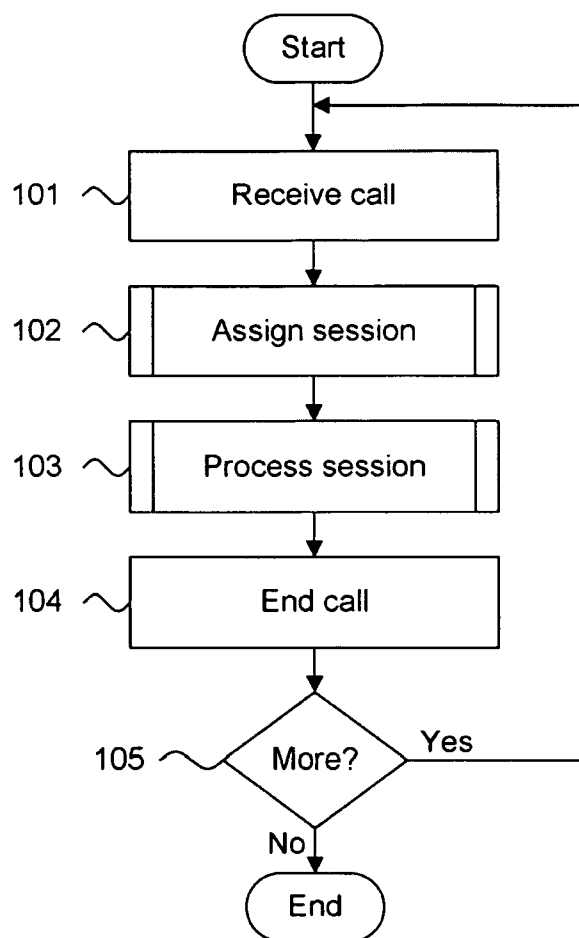 Start
101 Receive call
102 Assign session
103 Process session
104 End call
105 More? Yes
No
End